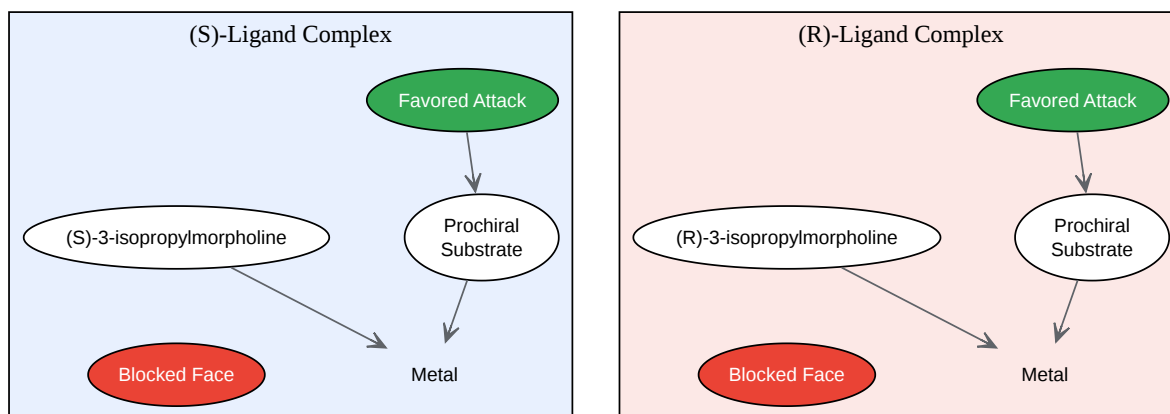 (S)-Ligand Complex
Favored Attack
(S)-3-isopropylmorpholine
Prochiral
Substrate
Blocked Face
Metal
(R)-Ligand Complex
Favored Attack
(R)-3-isopropylmorpholine
Prochiral
Substrate
Blocked Face
Metal